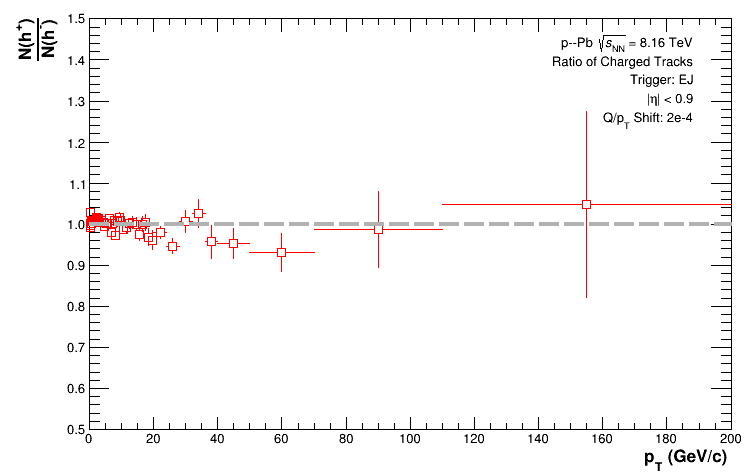 N(h⁺)
N(h⁻)
1.5
1.4
1.3
1.2
1.1
1.0
0.9
0.8
0.7
0.6
0.5
p--Pb √s_NN = 8.16 TeV
Ratio of Charged Tracks
Trigger: EJ
|η| < 0.9
Q/p_T Shift: 2e-4
0 20 40 60 80 100 120 140 160 180 200
p_T (GeV/c)